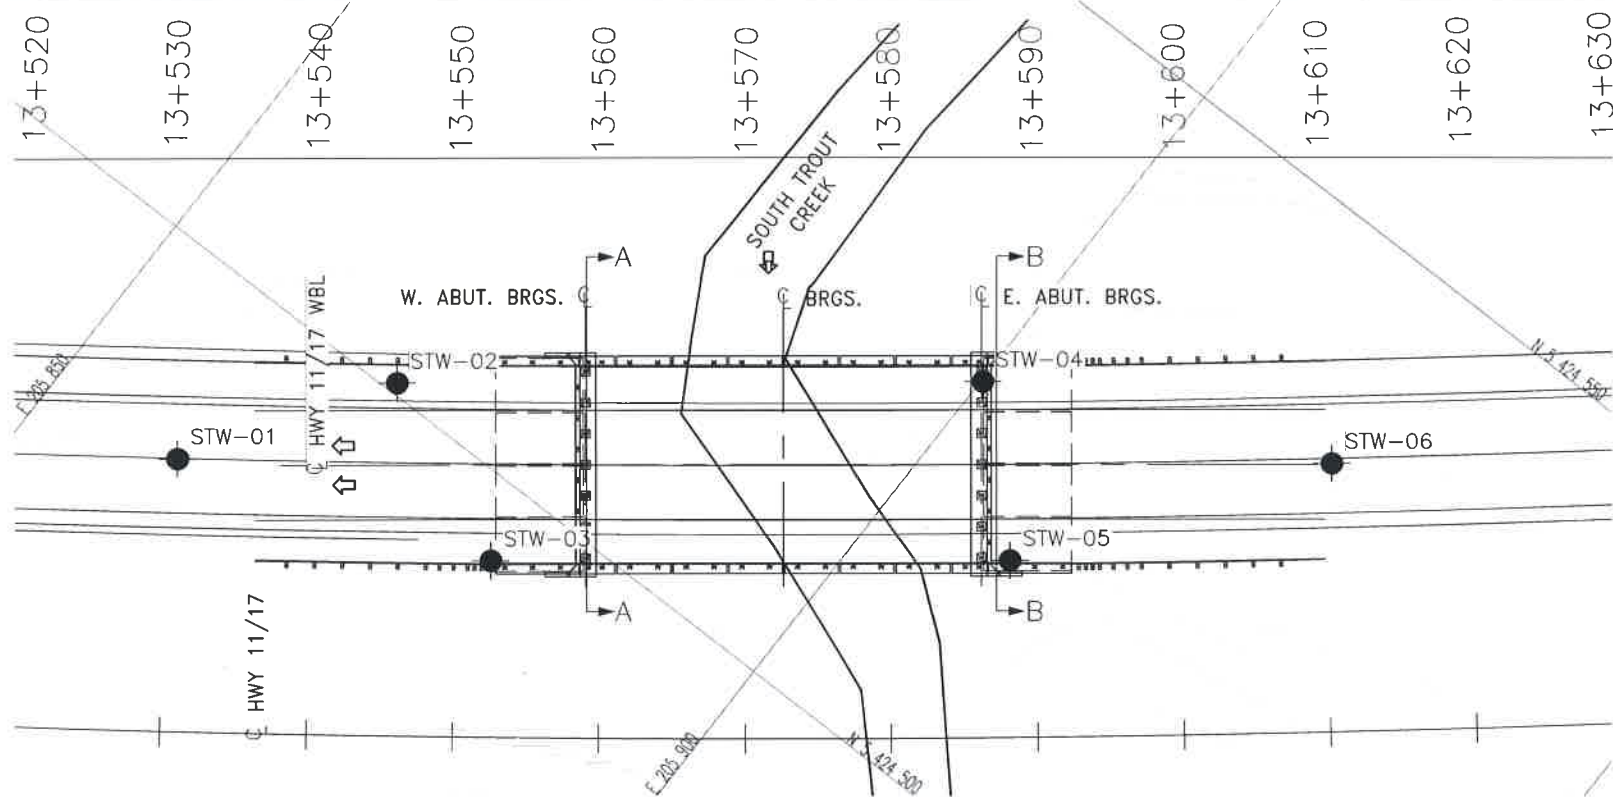 13+520
13+530
13+540
13+550
13+560
13+570
13+580
13+590
13+600
13+610
13+620
13+630
SOUTH TROUT
CREEK
A
B
W. ABUT. BRGS. ℄
℄ BRGS.
℄ E. ABUT. BRGS.
℄ HWY 11/17 WBL
E 205 850
STW-02
STW-04
N 5 424 550
STW-01
STW-06
STW-03
STW-05
A
B
℄ HWY 11/17
E 205 900
N 5 424 500